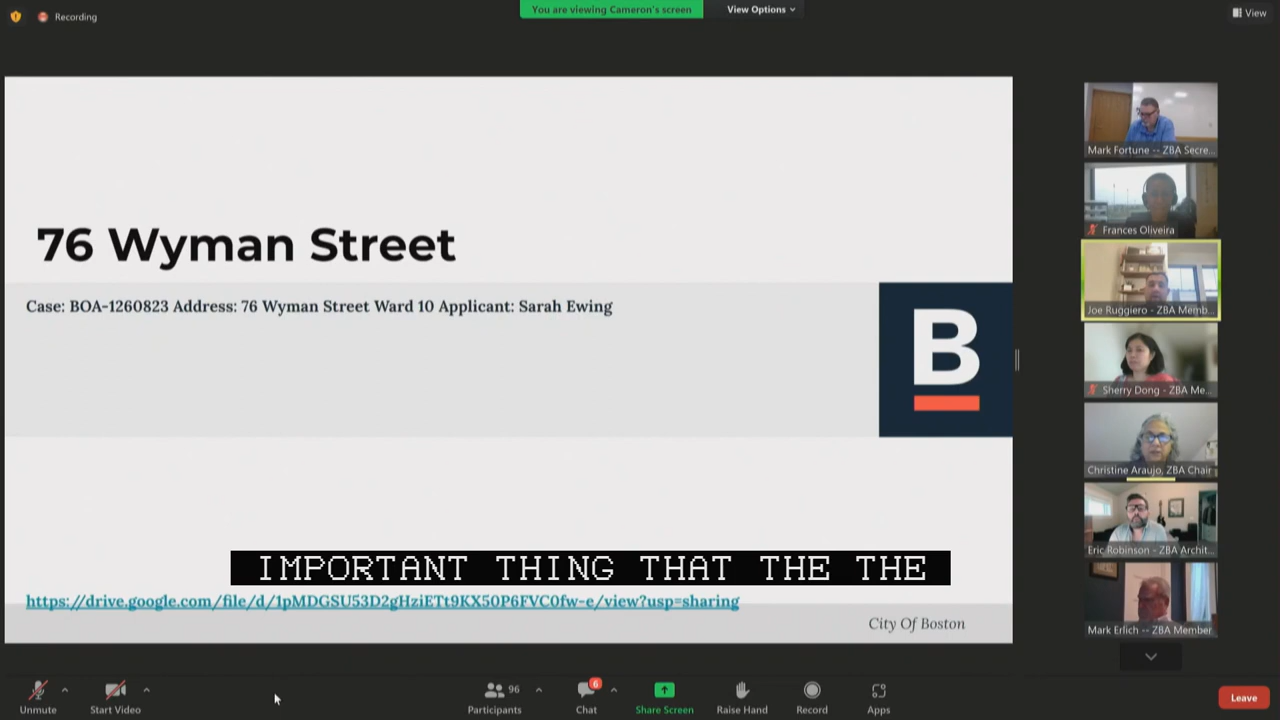 Recording
You are viewing Cameron's screen
View Options
View
76 Wyman Street
Case: BOA-1260823 Address: 76 Wyman Street Ward 10 Applicant: Sarah Ewing
B
IMPORTANT THING THAT THE THE
https://drive.google.com/file/d/1pMDGSU53D2gHziETt9KX50P6FVC0fw-e/view?usp=sharing
City Of Boston
Mark Fortune -- ZBA Secre...
Frances Oliveira
Joe Ruggiero - ZBA Memb...
Sherry Dong - ZBA Me...
Christine Araujo, ZBA Chair
Eric Robinson - ZBA Archit...
Mark Erlich -- ZBA Member
Unmute
Start Video
96
Participants
6
Chat
Share Screen
Raise Hand
Record
Apps
Leave